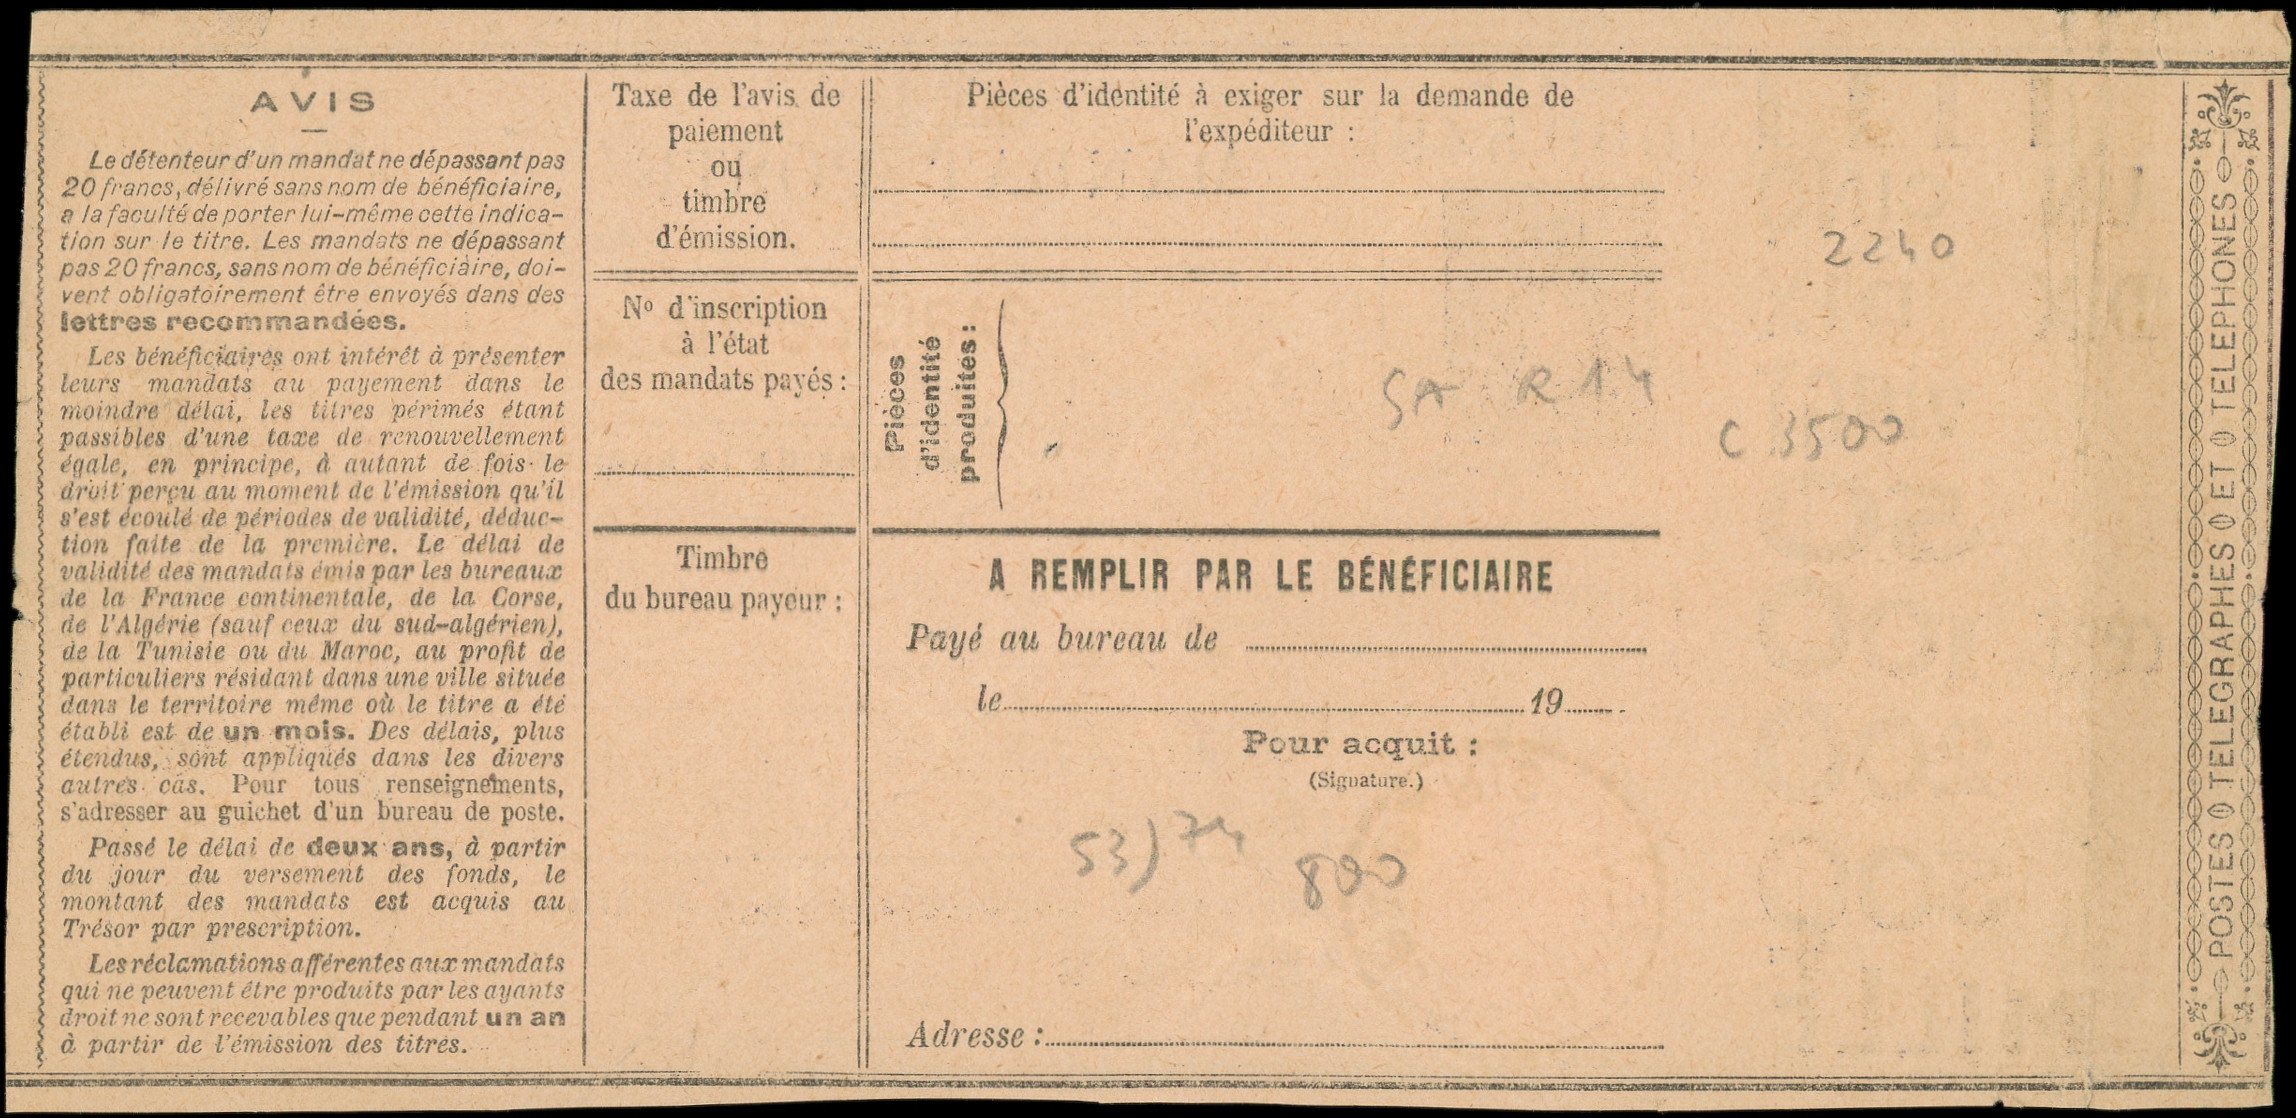 AVIS
Le détenteur d'un mandat ne dépassant pas
20 francs, délivré sans nom de bénéficiaire,
a la faculté de porter lui-même cette indica-
tion sur le titre. Les mandats ne dépassant
pas 20 francs, sans nom de bénéficiaire, doi-
vent obligatoirement être envoyés dans des
lettres recommandées.
Les bénéficiaires ont intérêt à présenter
leurs mandats au payement dans le
moindre délai, les titres périmés étant
passibles d'une taxe de renouvellement
égale, en principe, à autant de fois le
droit perçu au moment de l'émission qu'il
s'est écoulé de périodes de validité, déduc-
tion faite de la première. Le délai de
validité des mandats émis par les bureaux
de la France continentale, de la Corse,
de l'Algérie (sauf ceux du sud-algérien),
de la Tunisie ou du Maroc, au profit de
particuliers résidant dans une ville située
dans le territoire même où le titre a été
établi est de un mois. Des délais, plus
étendus, sont appliqués dans les divers
autres cas. Pour tous renseignements,
s'adresser au guichet d'un bureau de poste.
Passé le délai de deux ans, à partir
du jour du versement des fonds, le
montant des mandats est acquis au
Trésor par prescription.
Les réclamations afférentes aux mandats
qui ne peuvent être produits par les ayants
droit ne sont recevables que pendant un an
à partir de l'émission des titres.
Taxe de l'avis de
paiement
ou
timbre
d'émission.
No d'inscription
à l'état
des mandats payés :
Timbre
du bureau payeur :
Pièces d'identité à exiger sur la demande de
l'expéditeur :
Pièces
d'identité
produites :
SA R 14
2240
C 3500
A REMPLIR PAR LE BÉNÉFICIAIRE
Payé au bureau de
le 19
Pour acquit :
(Signature.)
53) 74
800
Adresse :
POSTES ET TELEGRAPHES ET TELEPHONES